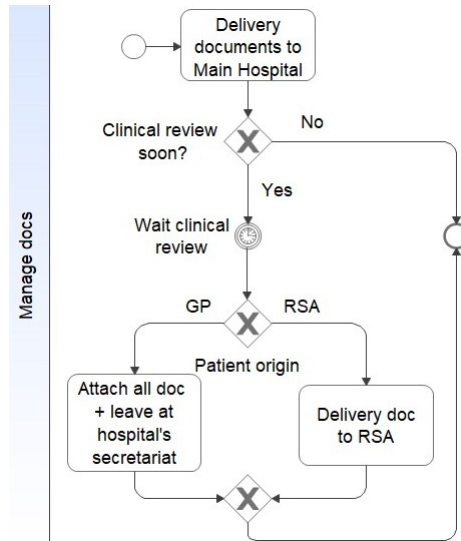 Delivery
documents to
Main Hospital
Clinical review
soon?
No
Yes
Wait clinical
review
GP
RSA
Patient origin
Attach all doc
+ leave at
hospital's
secretariat
Delivery doc
to RSA
Manage docs